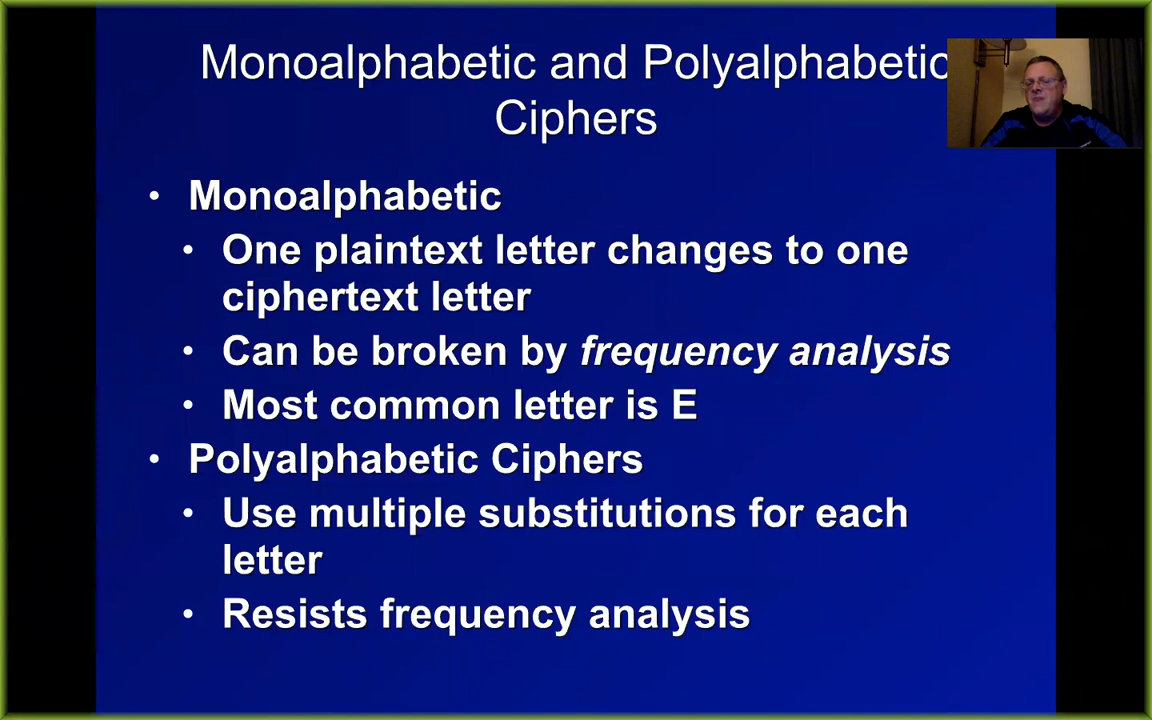 Monoalphabetic and Polyalphabetic
Ciphers
• Monoalphabetic
• One plaintext letter changes to one
ciphertext letter
• Can be broken by frequency analysis
• Most common letter is E
• Polyalphabetic Ciphers
• Use multiple substitutions for each
letter
• Resists frequency analysis